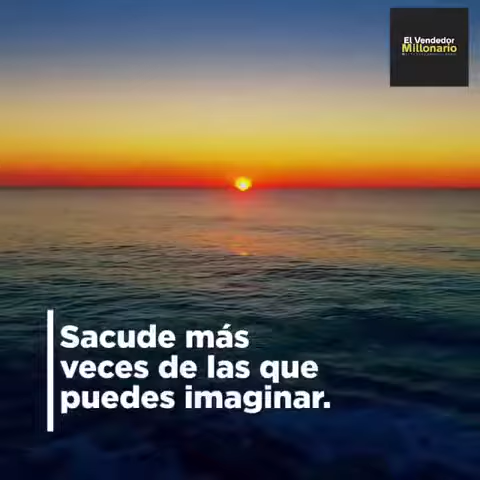 El Vendedor
Millonario
Sacude más
veces de las que
puedes imaginar.